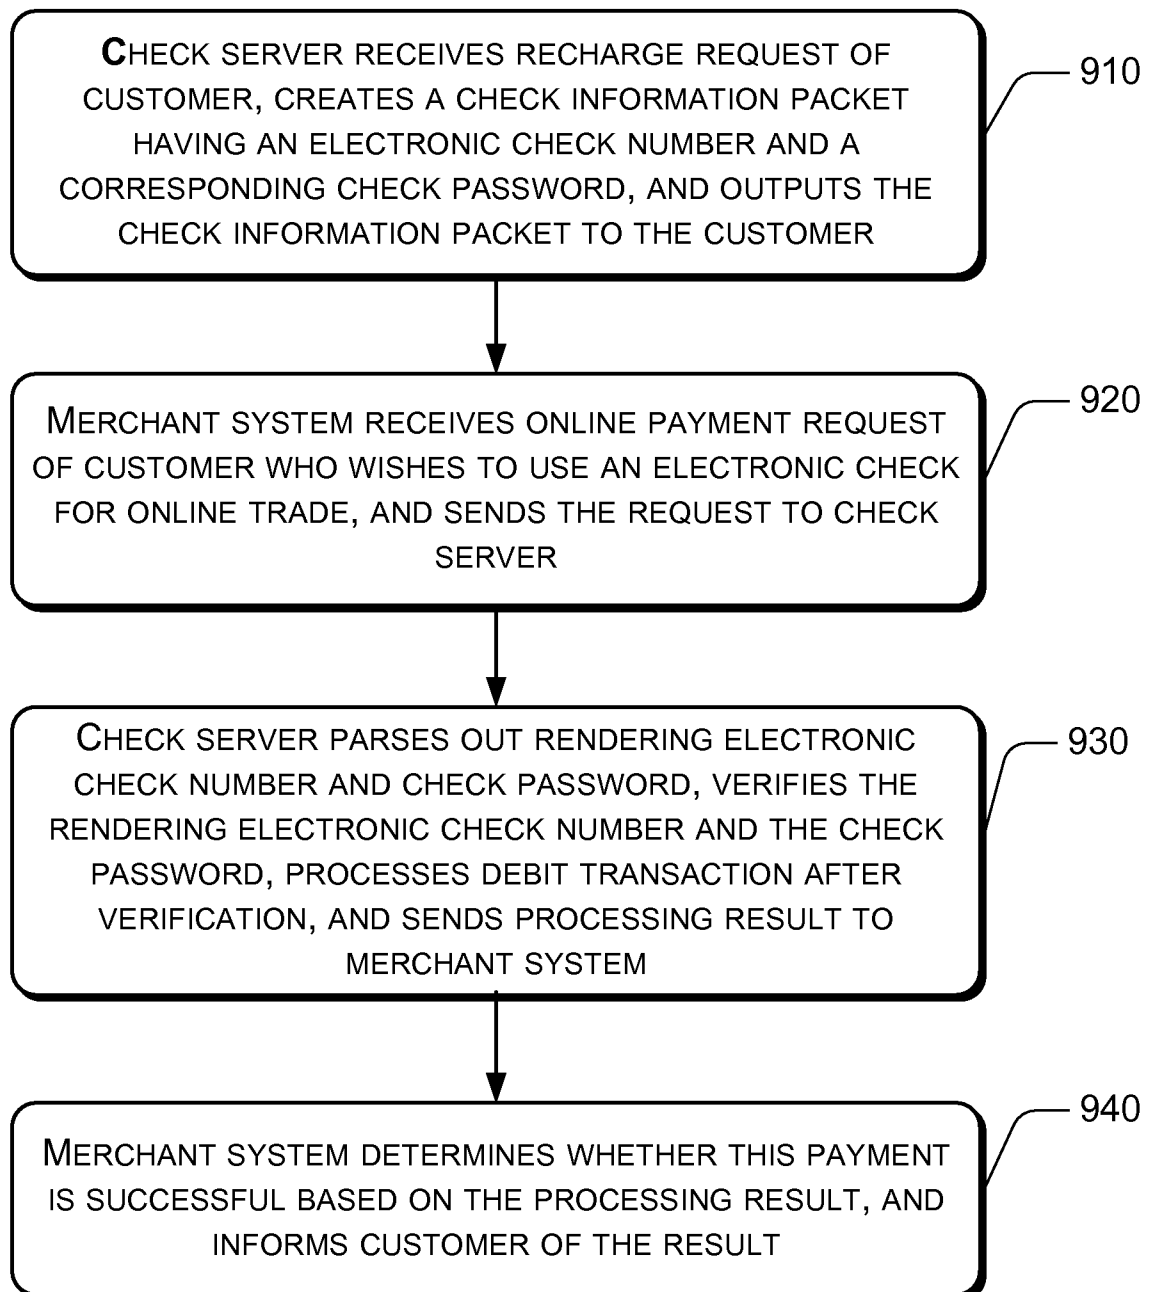 CHECK SERVER RECEIVES RECHARGE REQUEST OF
CUSTOMER, CREATES A CHECK INFORMATION PACKET
HAVING AN ELECTRONIC CHECK NUMBER AND A
CORRESPONDING CHECK PASSWORD, AND OUTPUTS THE
CHECK INFORMATION PACKET TO THE CUSTOMER
910
MERCHANT SYSTEM RECEIVES ONLINE PAYMENT REQUEST
OF CUSTOMER WHO WISHES TO USE AN ELECTRONIC CHECK
FOR ONLINE TRADE, AND SENDS THE REQUEST TO CHECK
SERVER
920
CHECK SERVER PARSES OUT RENDERING ELECTRONIC
CHECK NUMBER AND CHECK PASSWORD, VERIFIES THE
RENDERING ELECTRONIC CHECK NUMBER AND THE CHECK
PASSWORD, PROCESSES DEBIT TRANSACTION AFTER
VERIFICATION, AND SENDS PROCESSING RESULT TO
MERCHANT SYSTEM
930
MERCHANT SYSTEM DETERMINES WHETHER THIS PAYMENT
IS SUCCESSFUL BASED ON THE PROCESSING RESULT, AND
INFORMS CUSTOMER OF THE RESULT
940